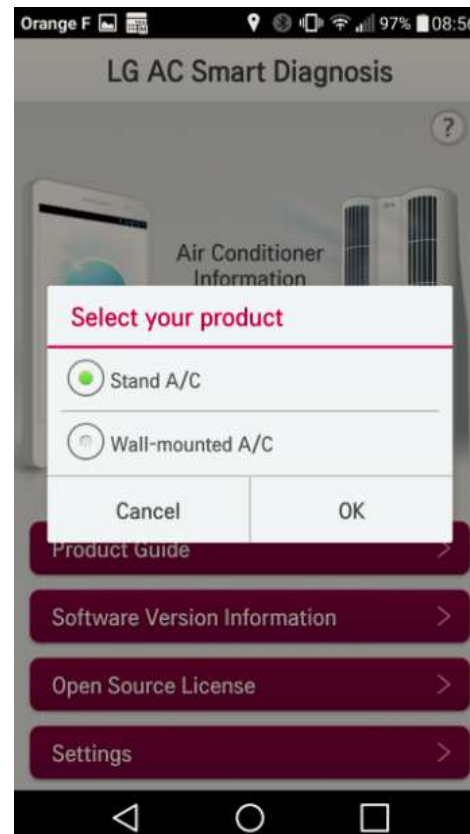 Orange F 97% 08:50
LG AC Smart Diagnosis
?
Air Conditioner
Information
Select your product
Stand A/C
Wall-mounted A/C
Cancel OK
Product Guide
Software Version Information
Open Source License
Settings